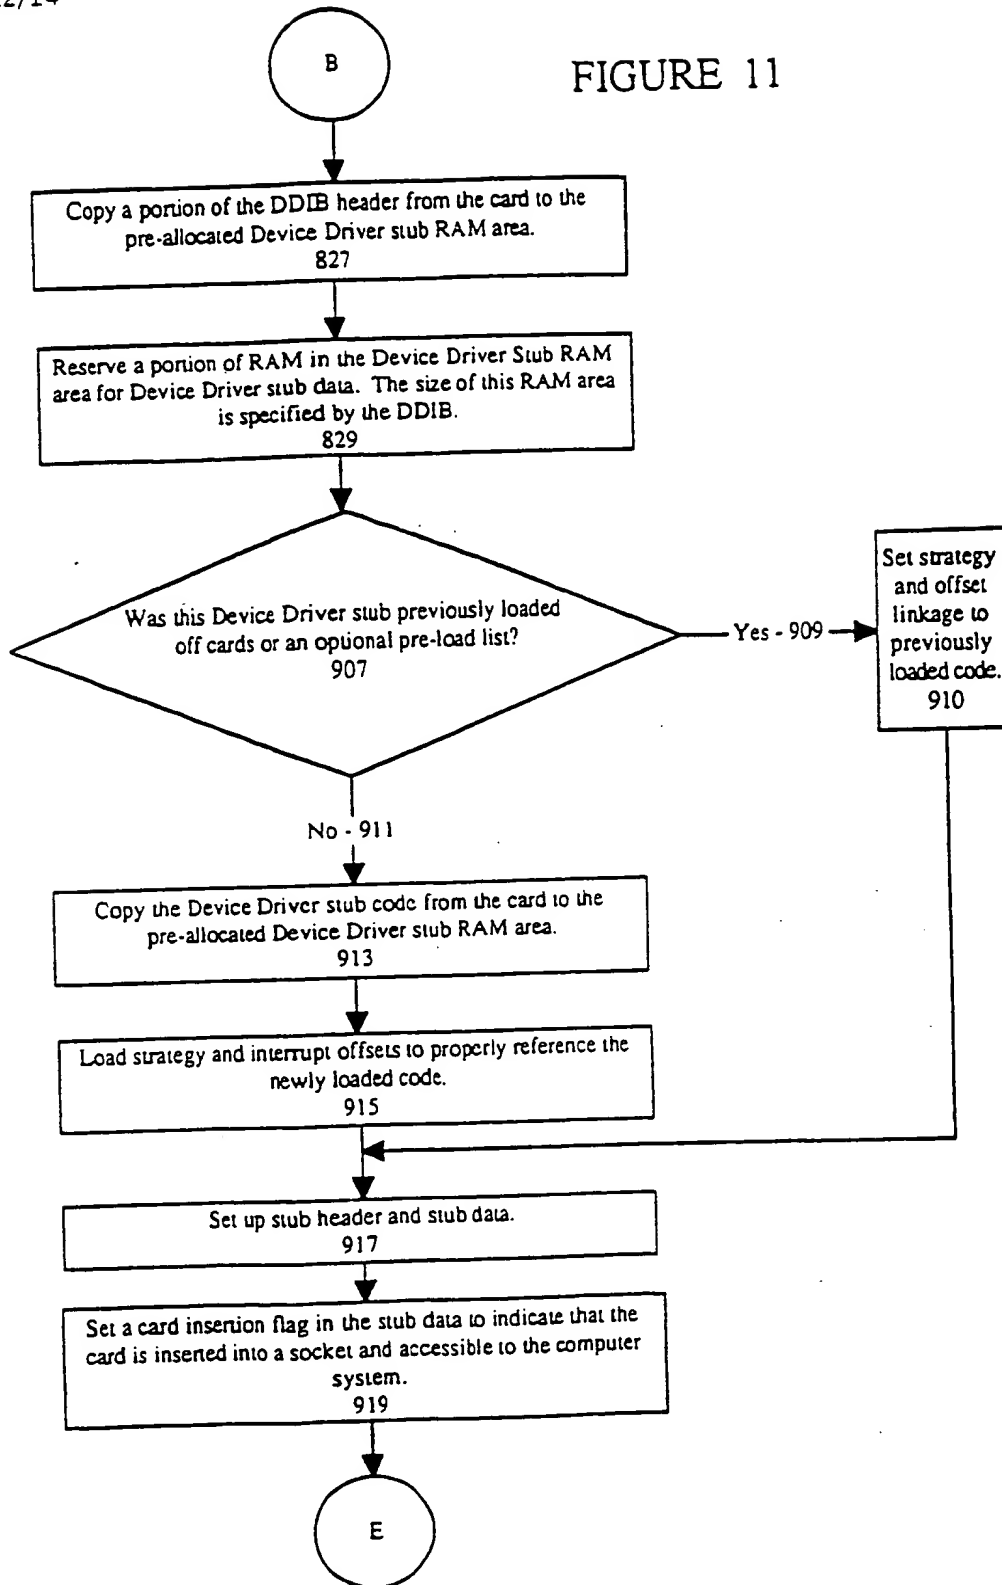 B
FIGURE 11
Copy a portion of the DDIB header from the card to the
pre-allocated Device Driver stub RAM area.
827
Reserve a portion of RAM in the Device Driver Stub RAM
area for Device Driver stub data. The size of this RAM area
is specified by the DDIB.
829
Was this Device Driver stub previously loaded
off cards or an optional pre-load list?
907
Yes - 909
Set strategy
and offset
linkage to
previously
loaded code.
910
No - 911
Copy the Device Driver stub code from the card to the
pre-allocated Device Driver stub RAM area.
913
Load strategy and interrupt offsets to properly reference the
newly loaded code.
915
Set up stub header and stub data.
917
Set a card insertion flag in the stub data to indicate that the
card is inserted into a socket and accessible to the computer
system.
919
E